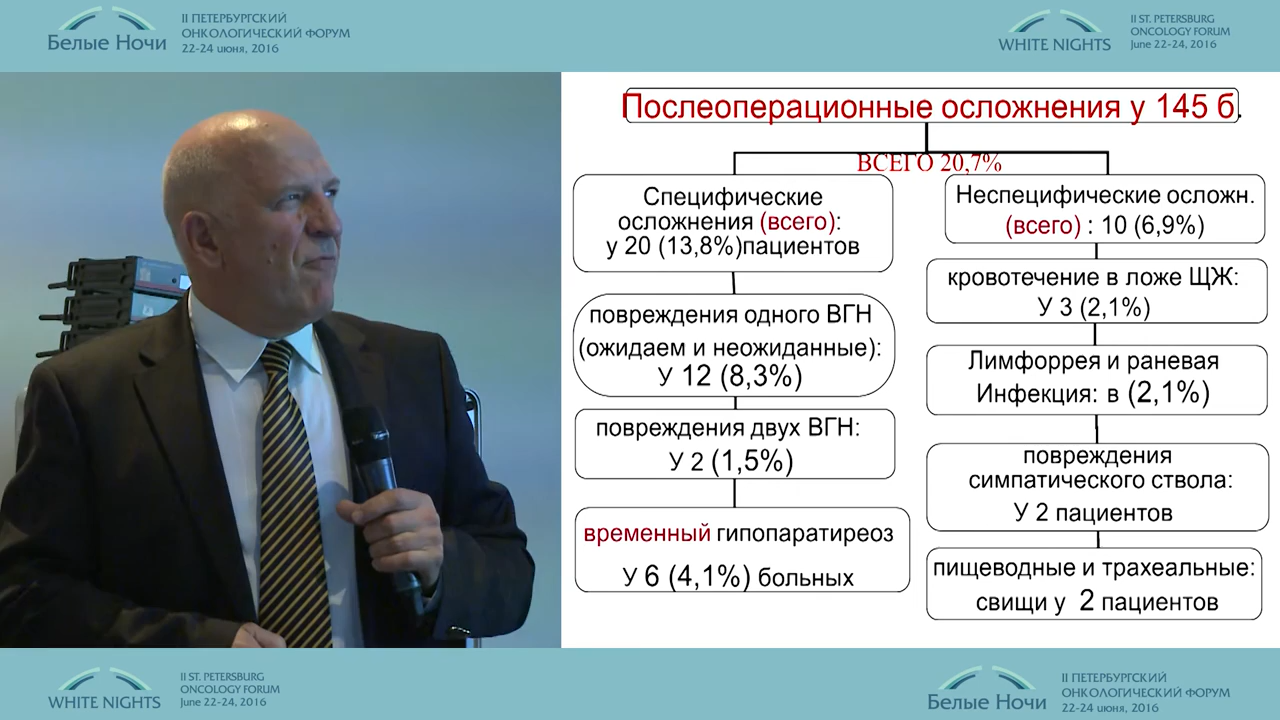 Белые Ночи
II ПЕТЕРБУРГСКИЙ
ОНКОЛОГИЧЕСКИЙ ФОРУМ
22-24 июня, 2016
WHITE NIGHTS
II ST. PETERSBURG
ONCOLOGY FORUM
June 22-24, 2016
Послеоперационные осложнения у 145 б.
ВСЕГО 20,7%
Специфические
осложнения (всего):
у 20 (13,8%)пациентов
повреждения одного ВГН
(ожидаем и неожиданные):
У 12 (8,3%)
повреждения двух ВГН:
У 2 (1,5%)
временный гипопаратиреоз
У 6 (4,1%) больных
Неспецифические осложн.
(всего) : 10 (6,9%)
кровотечение в ложе ЩЖ:
У 3 (2,1%)
Лимфоррея и раневая
Инфекция: в (2,1%)
повреждения
симпатического ствола:
У 2 пациентов
пищеводные и трахеальные:
свищи у 2 пациентов
WHITE NIGHTS
II ST. PETERSBURG
ONCOLOGY FORUM
June 22-24, 2016
Белые Ночи
II ПЕТЕРБУРГСКИЙ
ОНКОЛОГИЧЕСКИЙ ФОРУМ
22-24 июня, 2016